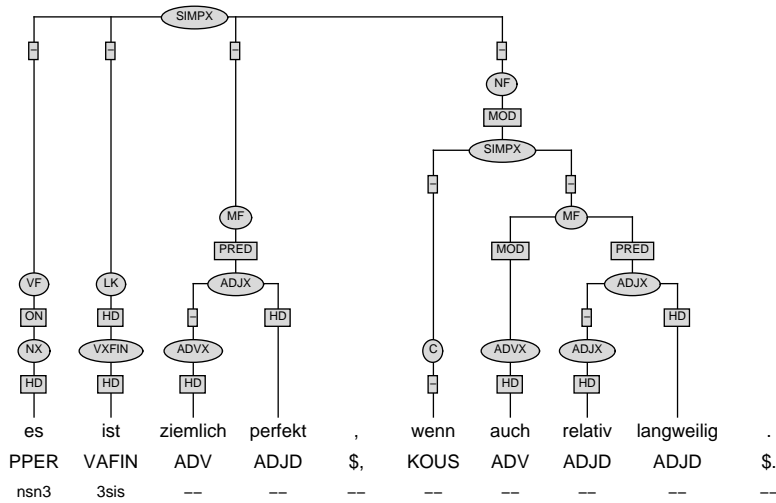 SIMPX
– – – –
NF
MOD
SIMPX
– –
MF MF
PRED MOD PRED
VF LK ADJX ADJX
ON HD – HD – HD
NX VXFIN ADVX C ADVX ADJX
HD HD HD – HD HD
es ist ziemlich perfekt , wenn auch relativ langweilig .
PPER VAFIN ADV ADJD $, KOUS ADV ADJD ADJD $.
nsn3 3sis −− −− −− −− −− −− −− −−